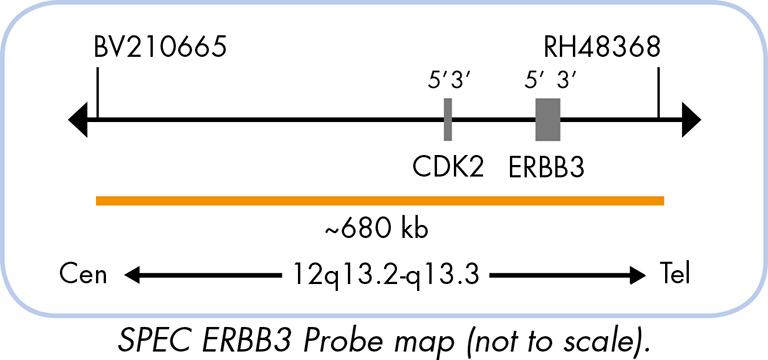 BV210665 RH48368
5’3’ 5’ 3’
CDK2 ERBB3
~680 kb
Cen 12q13.2-q13.3 Tel
SPEC ERBB3 Probe map (not to scale).